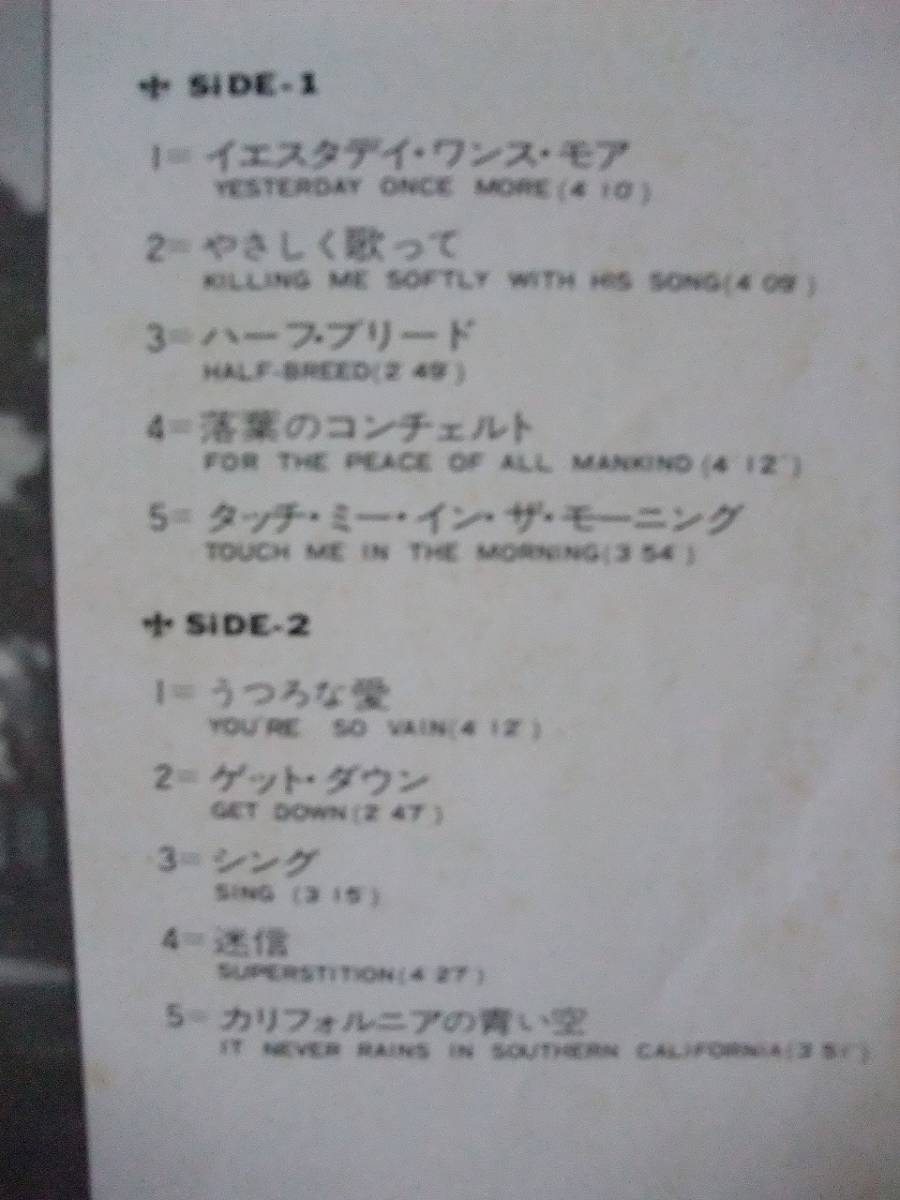 SiDE-1
1= イエスタデイ・ワンス・モア
YESTERDAY ONCE MORE(4'10")
2= やさしく歌って
KILLING ME SOFTLY WITH HIS SONG(4'09")
3= ハーフ・ブリード
HALF-BREED(2'49")
4= 落葉のコンチェルト
FOR THE PEACE OF ALL MANKIND(4'12")
5= タッチ・ミー・イン・ザ・モーニング
TOUCH ME IN THE MORNING(3'54")
SiDE-2
1= うつろな愛
YOU'RE SO VAIN(4'12")
2= ゲット・ダウン
GET DOWN(2'47")
3= シング
SING (3'15")
4= 迷信
SUPERSTITION(4'27")
5= カリフォルニアの青い空
IT NEVER RAINS IN SOUTHERN CALIFORNIA(3'51")